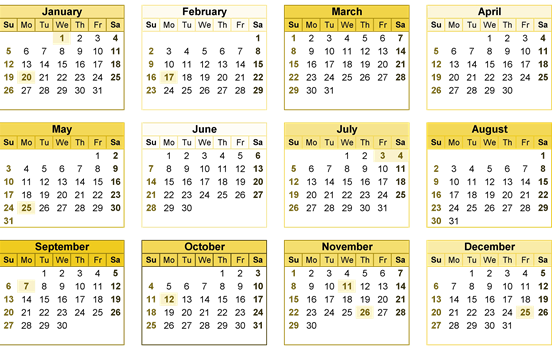 January
Su Mo Tu We Th Fr Sa
1 2 3 4
5 6 7 8 9 10 11
12 13 14 15 16 17 18
19 20 21 22 23 24 25
26 27 28 29 30 31
February
Su Mo Tu We Th Fr Sa
1
2 3 4 5 6 7 8
9 10 11 12 13 14 15
16 17 18 19 20 21 22
23 24 25 26 27 28 29
March
Su Mo Tu We Th Fr Sa
1 2 3 4 5 6 7
8 9 10 11 12 13 14
15 16 17 18 19 20 21
22 23 24 25 26 27 28
29 30 31
April
Su Mo Tu We Th Fr Sa
1 2 3 4
5 6 7 8 9 10 11
12 13 14 15 16 17 18
19 20 21 22 23 24 25
26 27 28 29 30
May
Su Mo Tu We Th Fr Sa
1 2
3 4 5 6 7 8 9
10 11 12 13 14 15 16
17 18 19 20 21 22 23
24 25 26 27 28 29 30
31
June
Su Mo Tu We Th Fr Sa
1 2 3 4 5 6
7 8 9 10 11 12 13
14 15 16 17 18 19 20
21 22 23 24 25 26 27
28 29 30
July
Su Mo Tu We Th Fr Sa
1 2 3 4
5 6 7 8 9 10 11
12 13 14 15 16 17 18
19 20 21 22 23 24 25
26 27 28 29 30 31
August
Su Mo Tu We Th Fr Sa
1
2 3 4 5 6 7 8
9 10 11 12 13 14 15
16 17 18 19 20 21 22
23 24 25 26 27 28 29
30 31
September
Su Mo Tu We Th Fr Sa
1 2 3 4 5
6 7 8 9 10 11 12
13 14 15 16 17 18 19
20 21 22 23 24 25 26
27 28 29 30
October
Su Mo Tu We Th Fr Sa
1 2 3
4 5 6 7 8 9 10
11 12 13 14 15 16 17
18 19 20 21 22 23 24
25 26 27 28 29 30 31
November
Su Mo Tu We Th Fr Sa
1 2 3 4 5 6 7
8 9 10 11 12 13 14
15 16 17 18 19 20 21
22 23 24 25 26 27 28
29 30
December
Su Mo Tu We Th Fr Sa
1 2 3 4 5
6 7 8 9 10 11 12
13 14 15 16 17 18 19
20 21 22 23 24 25 26
27 28 29 30 31